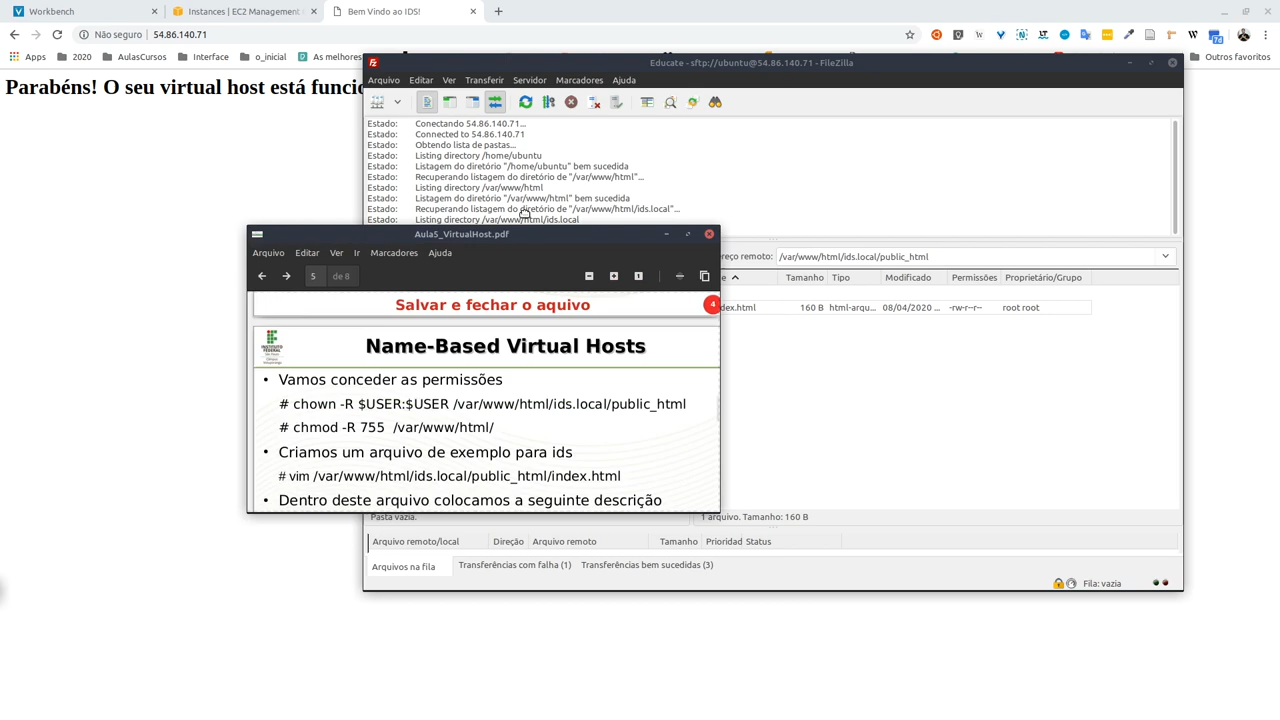 Workbench
Instances | EC2 Management
Bem Vindo ao IDS!
Não seguro
54.86.140.71
Apps
2020
AulasCursos
Interface
o_inicial
As melhores
Outros favoritos
Parabéns! O seu virtual host está funcio
Educate - sftp://ubuntu@54.86.140.71 - FileZilla
Arquivo Editar Ver Transferir Servidor Marcadores Ajuda
Estado: Conectando 54.86.140.71...
Estado: Connected to 54.86.140.71
Estado: Obtendo lista de pastas...
Estado: Listing directory /home/ubuntu
Estado: Listagem do diretório "/home/ubuntu" bem sucedida
Estado: Recuperando listagem do diretório de "/var/www/html"...
Estado: Listing directory /var/www/html
Estado: Listagem do diretório "/var/www/html" bem sucedida
Estado: Recuperando listagem do diretório de "/var/www/html/ids.local"...
Estado: Listing directory /var/www/html/ids.local
Aula5_VirtualHost.pdf
Arquivo Editar Ver Ir Marcadores Ajuda
5 de 8
Salvar e fechar o aquivo
4
INSTITUTO FEDERAL
Name-Based Virtual Hosts
• Vamos conceder as permissões
# chown -R $USER:$USER /var/www/html/ids.local/public_html
# chmod -R 755 /var/www/html/
• Criamos um arquivo de exemplo para ids
# vim /var/www/html/ids.local/public_html/index.html
• Dentro deste arquivo colocamos a seguinte descrição
reço remoto: /var/www/html/ids.local/public_html
e Tamanho Tipo Modificado Permissões Proprietário/Grupo
dex.html 160 B html-arqu... 08/04/2020 ... -rw-r--r-- root root
Pasta vazia.
1 arquivo. Tamanho: 160 B
Arquivo remoto/local Direção Arquivo remoto Tamanho Prioridad Status
Arquivos na fila Transferências com falha (1) Transferências bem sucedidas (3)
Fila: vazia